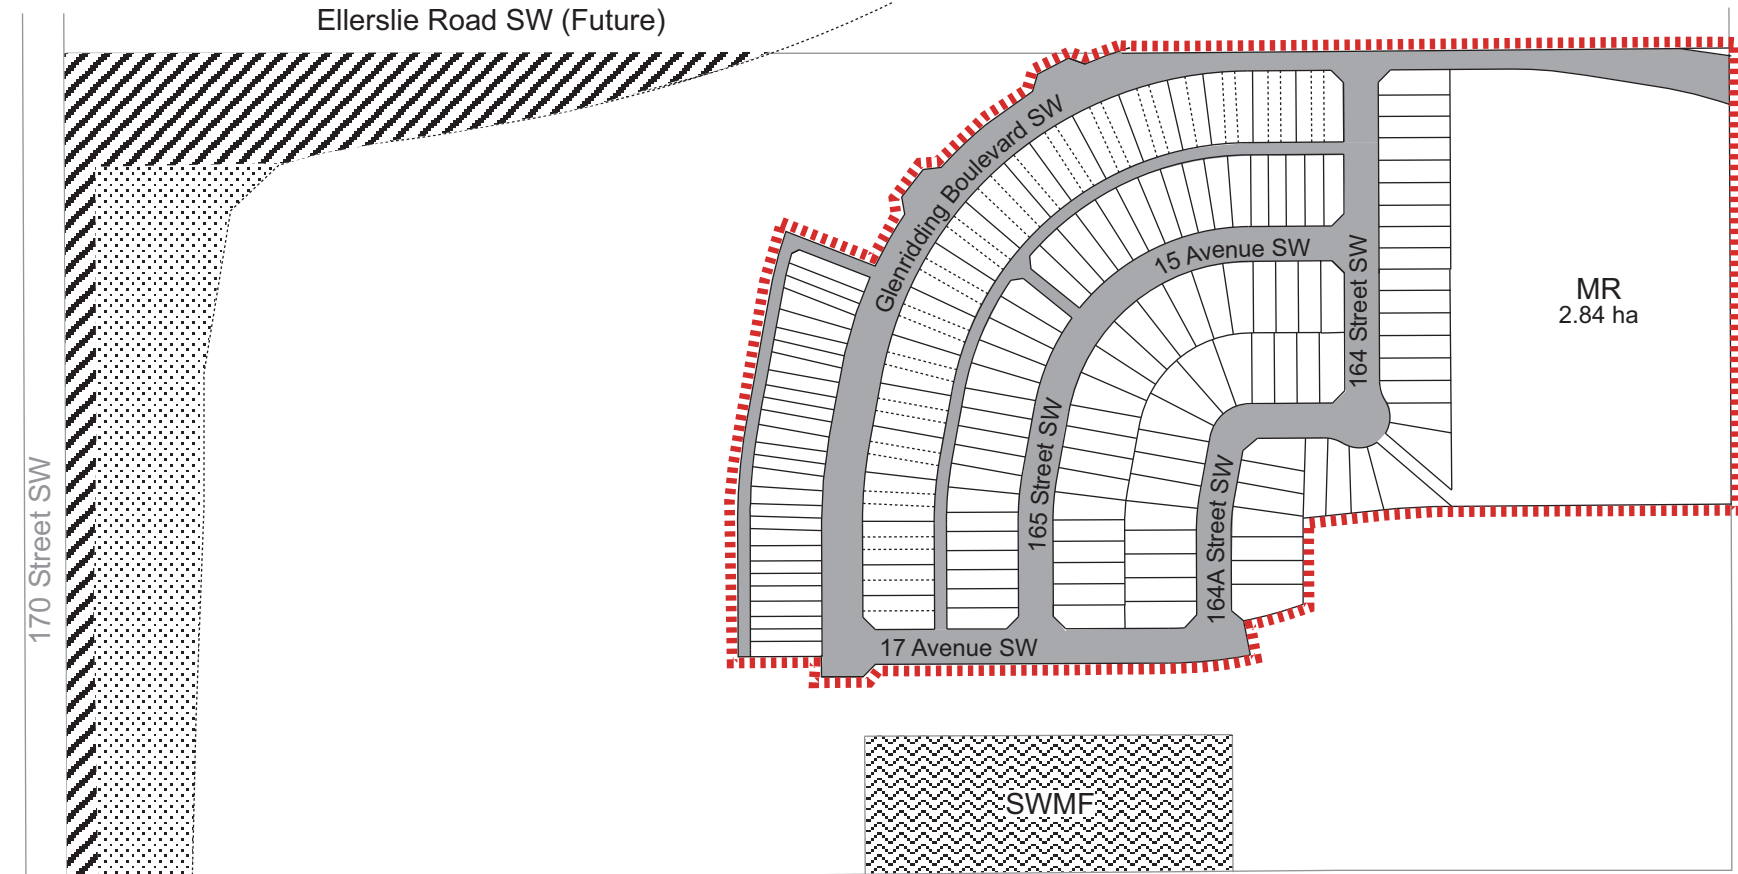 Ellerslie Road SW (Future)
Glenridding Boulevard SW
15 Avenue SW
164 Street SW
MR
2.84 ha
165 Street SW
164A Street SW
170 Street SW
17 Avenue SW
SWMF